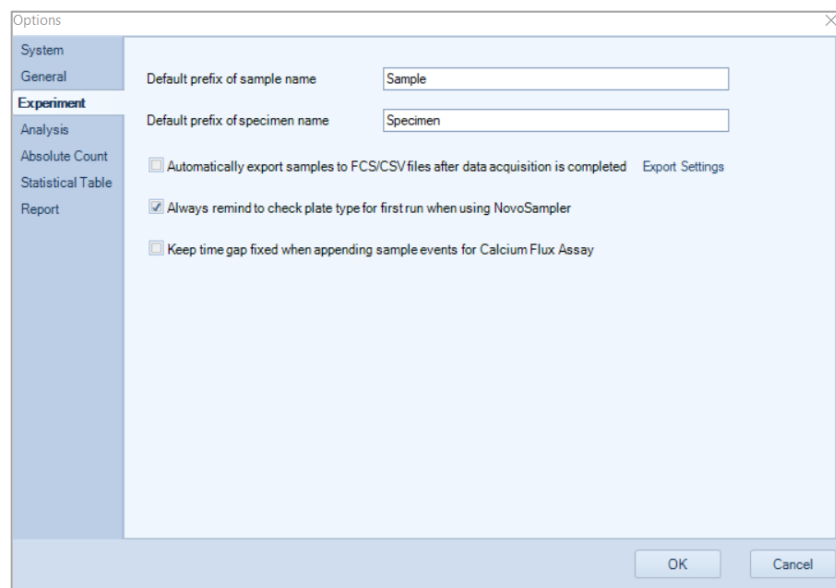 Options
System
General
Experiment
Analysis
Absolute Count
Statistical Table
Report
Default prefix of sample name
Sample
Default prefix of specimen name
Specimen
Automatically export samples to FCS/CSV files after data acquisition is completed Export Settings
Always remind to check plate type for first run when using NovoSampler
Keep time gap fixed when appending sample events for Calcium Flux Assay
OK Cancel